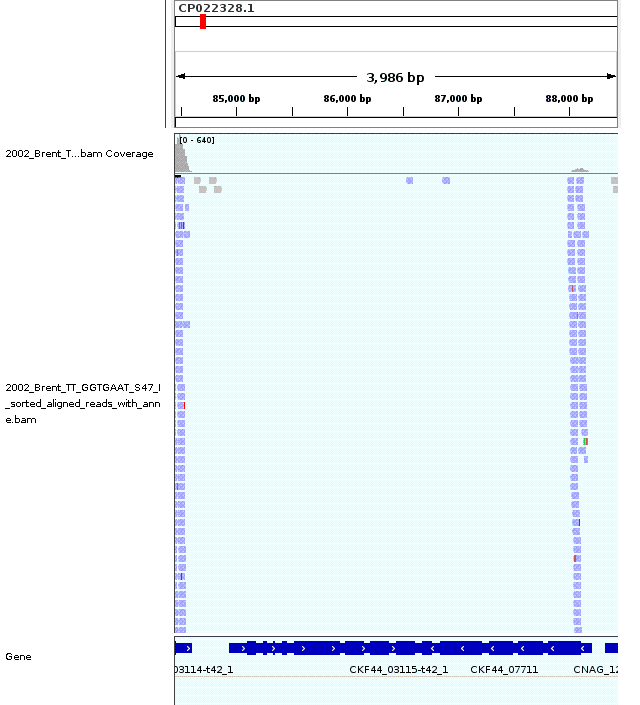 CP022328.1
3,986 bp
85,000 bp 86,000 bp 87,000 bp 88,000 bp
[0 - 640]
2002_Brent_T...bam Coverage
2002_Brent_TT_GGTGAAT_S47_l
_sorted_aligned_reads_with_ann
e.bam
Gene
03114-t42_1 CKF44_03115-t42_1 CKF44_07711 CNAG_12